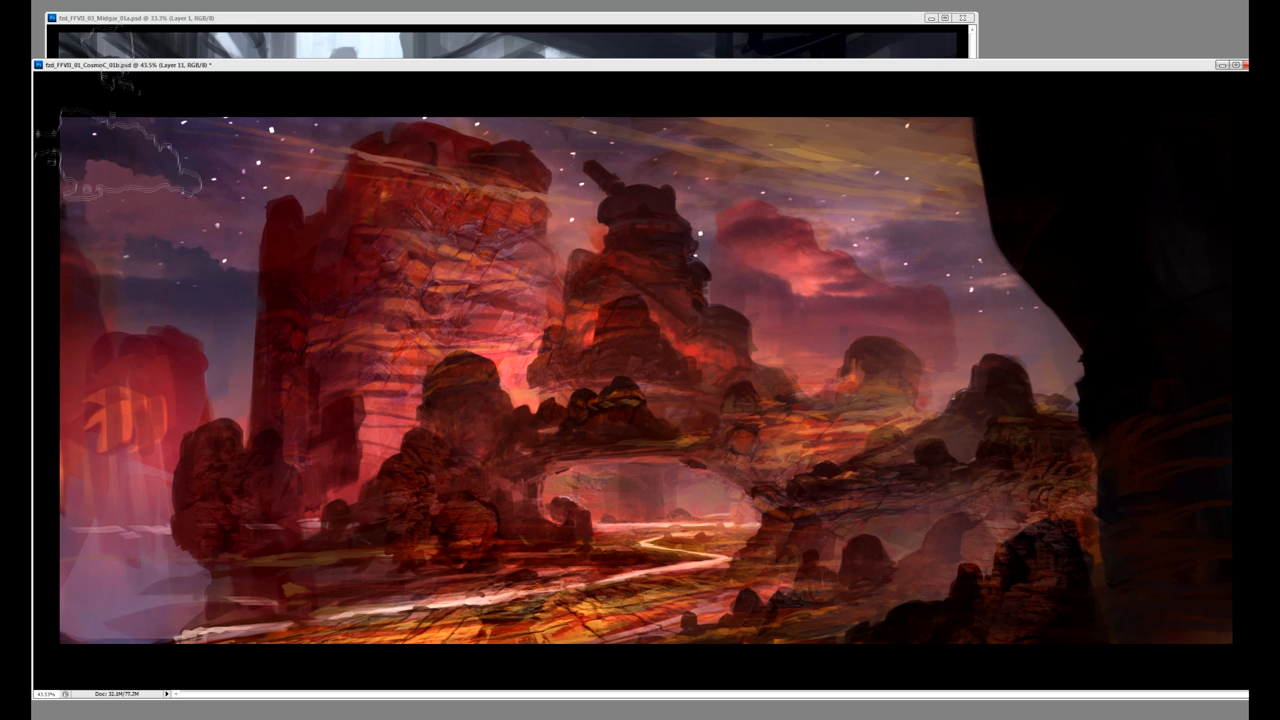 fzd_FFVII_03_Midgar_01a.psd @ 33.3% (Layer 1, RGB/8)
fzd_FFVII_01_CosmoC_01b.psd @ 43.5% (Layer 11, RGB/8) *
43.53% Doc: 32.1M/77.2M